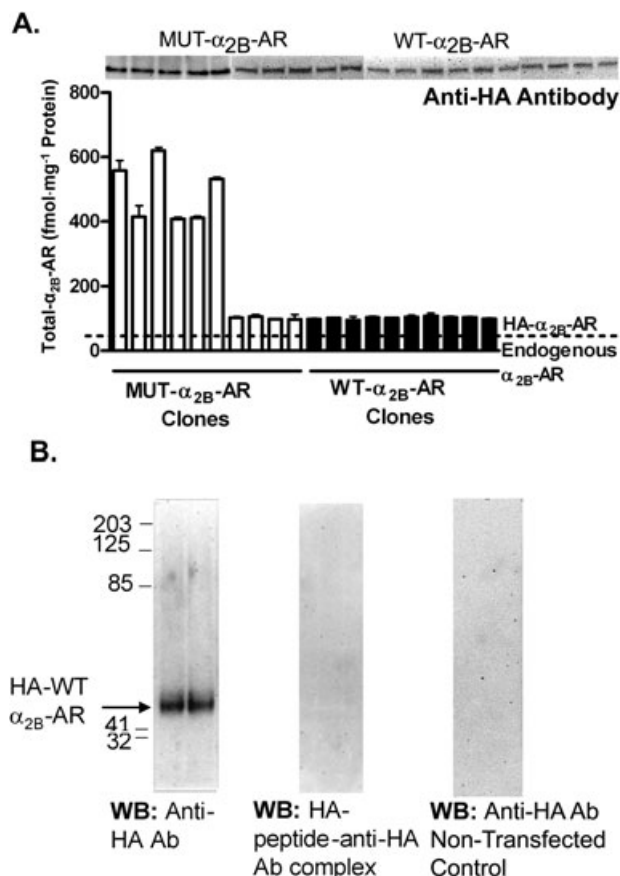 A.
MUT-α2B-AR WT-α2B-AR
Anti-HA Antibody
Total-α2B-AR (fmol·mg-1 Protein)
800
600
400
200
0
HA-α2B-AR
Endogenous
α2B-AR
MUT-α2B-AR
Clones
WT-α2B-AR
Clones
B.
203
125
85
HA-WT
α2B-AR
41
32
WB: Anti-
HA Ab
WB: HA-
peptide-anti-HA
Ab complex
WB: Anti-HA Ab
Non-Transfected
Control